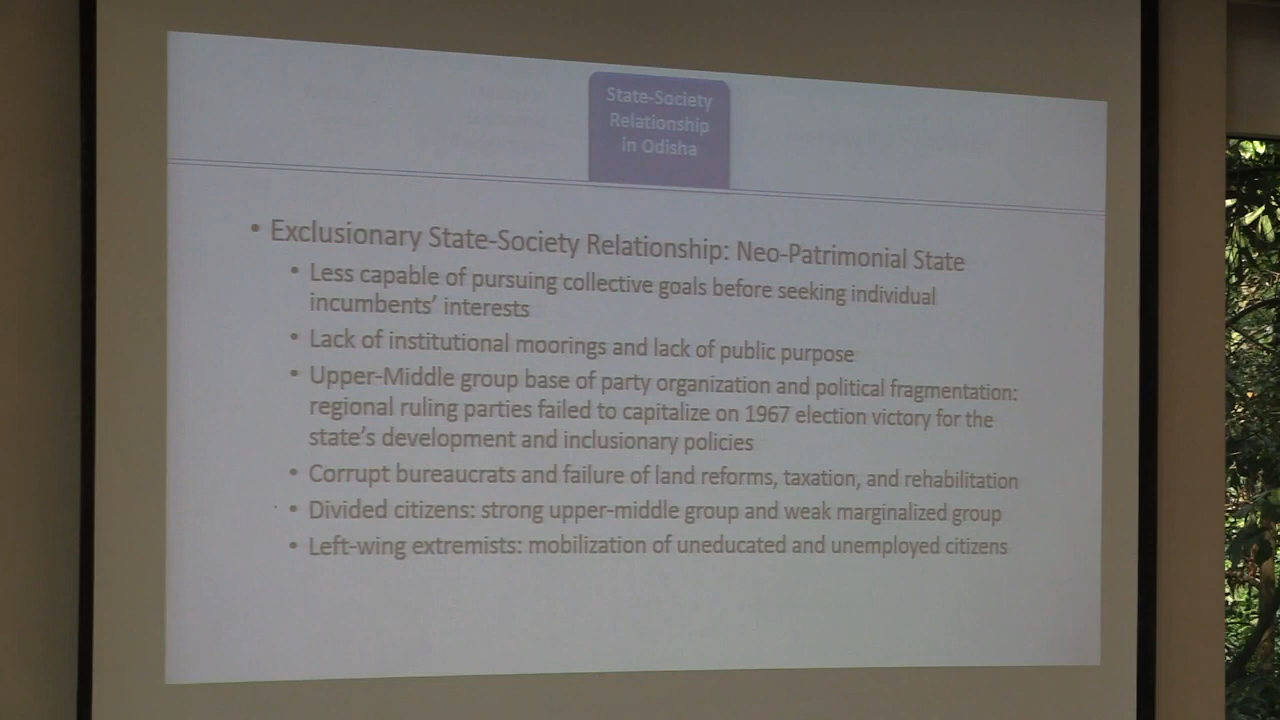 State-Society
Relationship
in Odisha
• Exclusionary State-Society Relationship: Neo-Patrimonial State
• Less capable of pursuing collective goals before seeking individual
incumbents' interests
• Lack of institutional moorings and lack of public purpose
• Upper-Middle group base of party organization and political fragmentation:
regional ruling parties failed to capitalize on 1967 election victory for the
state's development and inclusionary policies
• Corrupt bureaucrats and failure of land reforms, taxation, and rehabilitation
• Divided citizens: strong upper-middle group and weak marginalized group
• Left-wing extremists: mobilization of uneducated and unemployed citizens